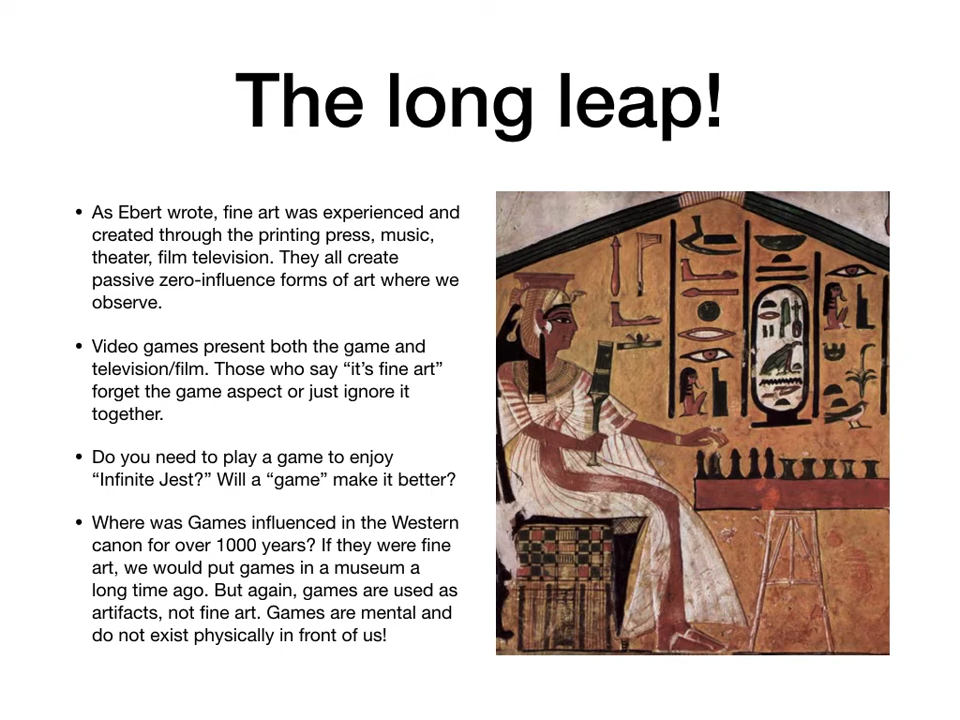 The long leap!
• As Ebert wrote, fine art was experienced and
created through the printing press, music,
theater, film television. They all create
passive zero-influence forms of art where we
observe.
• Video games present both the game and
television/film. Those who say “it’s fine art”
forget the game aspect or just ignore it
together.
• Do you need to play a game to enjoy
“Infinite Jest?” Will a “game” make it better?
• Where was Games influenced in the Western
canon for over 1000 years? If they were fine
art, we would put games in a museum a
long time ago. But again, games are used as
artifacts, not fine art. Games are mental and
do not exist physically in front of us!